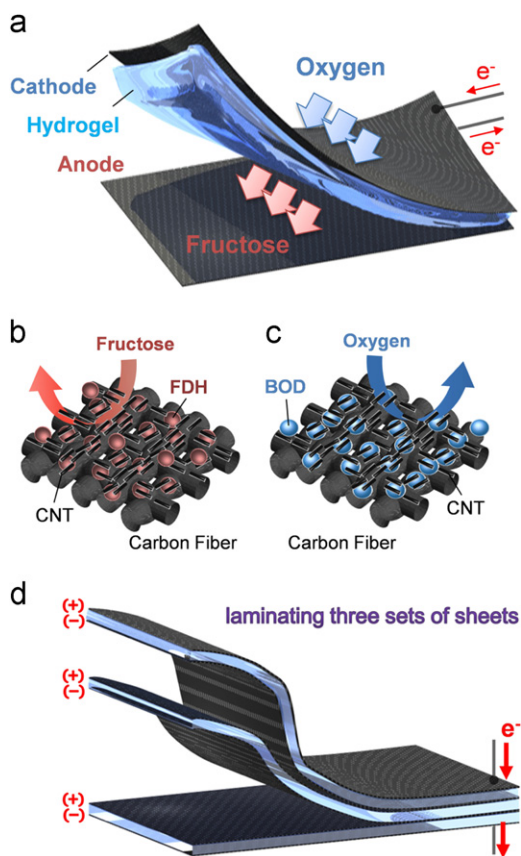 a
Oxygen
e-
Cathode
Hydrogel
e-
Anode
Fructose
b
c
Fructose
Oxygen
FDH
BOD
CNT
CNT
Carbon Fiber
Carbon Fiber
d
laminating three sets of sheets
(+)
(−)
(+)
(−)
e-
(+)
(−)